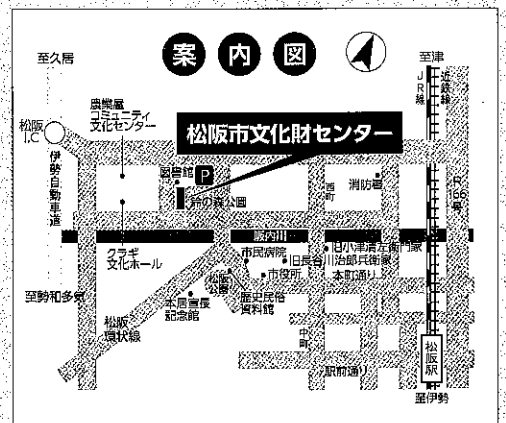 案内図
至久居
至津
農業屋
コミュニティ
文化センター
JR線
近鉄線
松阪
I.C
伊勢自動車道
松阪市文化財センター
図書館
P
鈴の森公園
西町
消防署
R166号
阪内川
クラギ
文化ホール
市民病院
旧小津清左衛門家
旧長谷川治郎兵衛家
松阪
公園
市役所
本町通り
至勢和多気
本居宣長
記念館
歴史民俗
資料館
松阪
環状線
中町
松阪駅
駅前通り
至伊勢